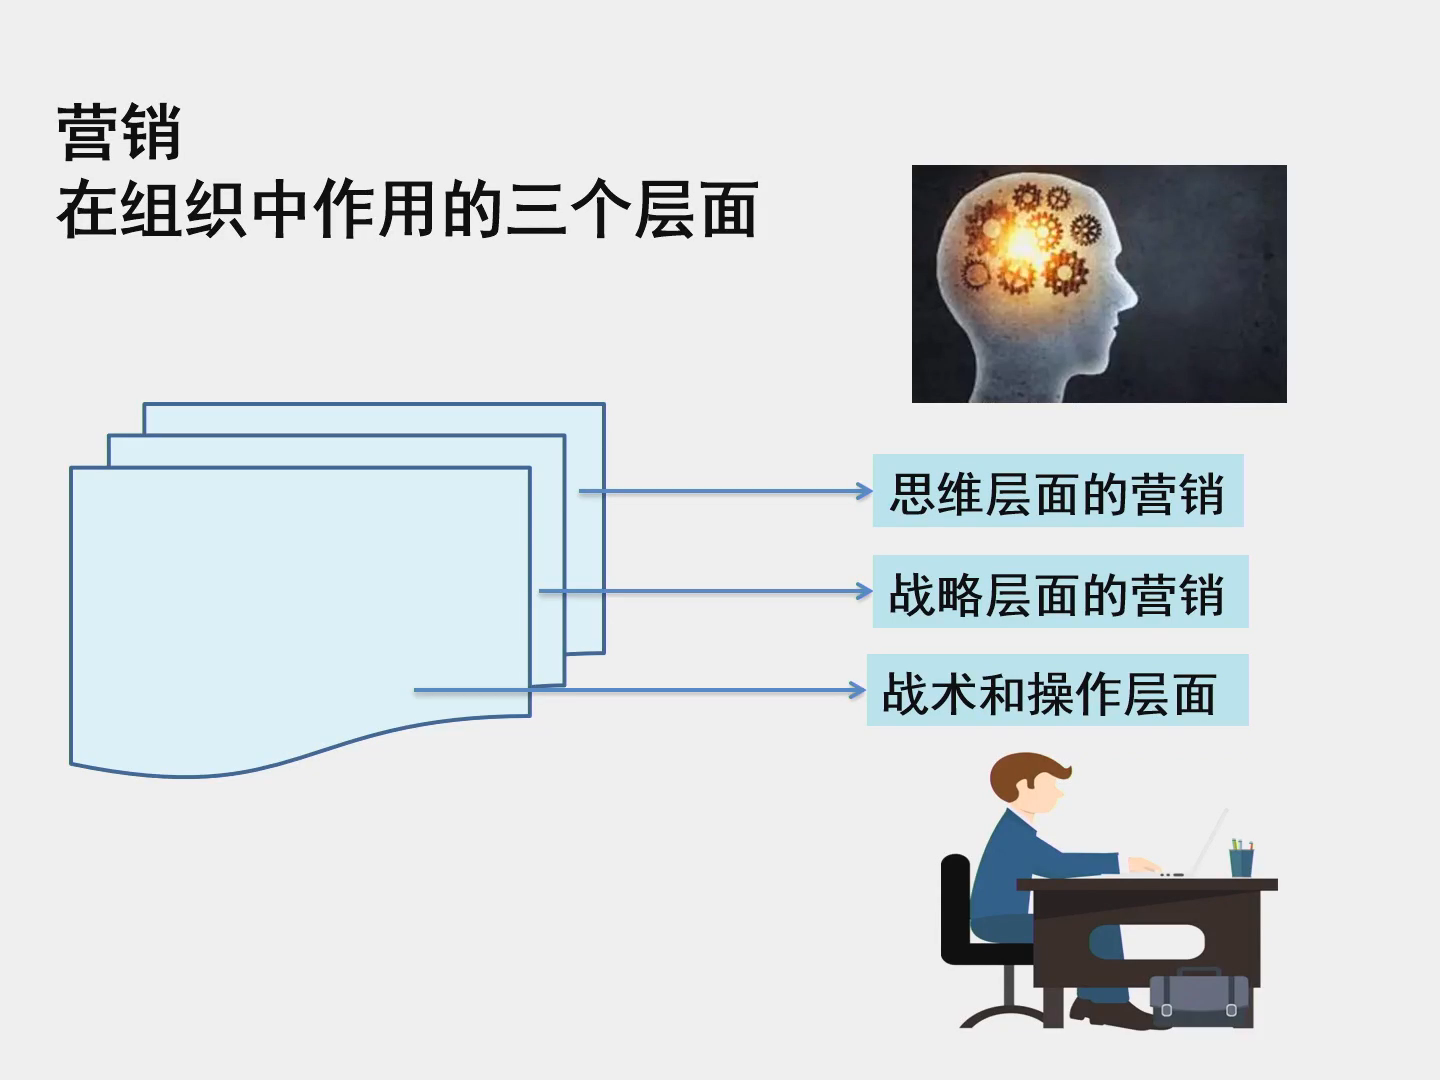 营销
在组织中作用的三个层面
思维层面的营销
战略层面的营销
战术和操作层面